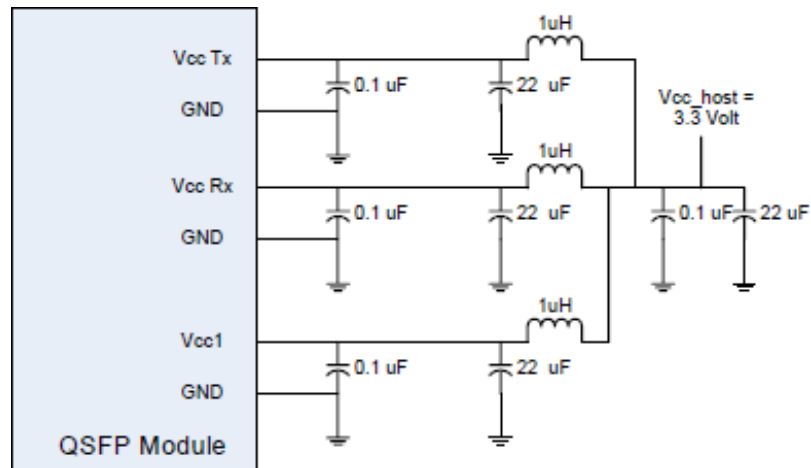 1uH
Vcc Tx
0.1 uF
22 uF
GND
Vcc_host =
3.3 Volt
1uH
Vcc Rx
0.1 uF
22 uF
0.1 uF
22 uF
GND
1uH
Vcc1
0.1 uF
22 uF
GND
QSFP Module